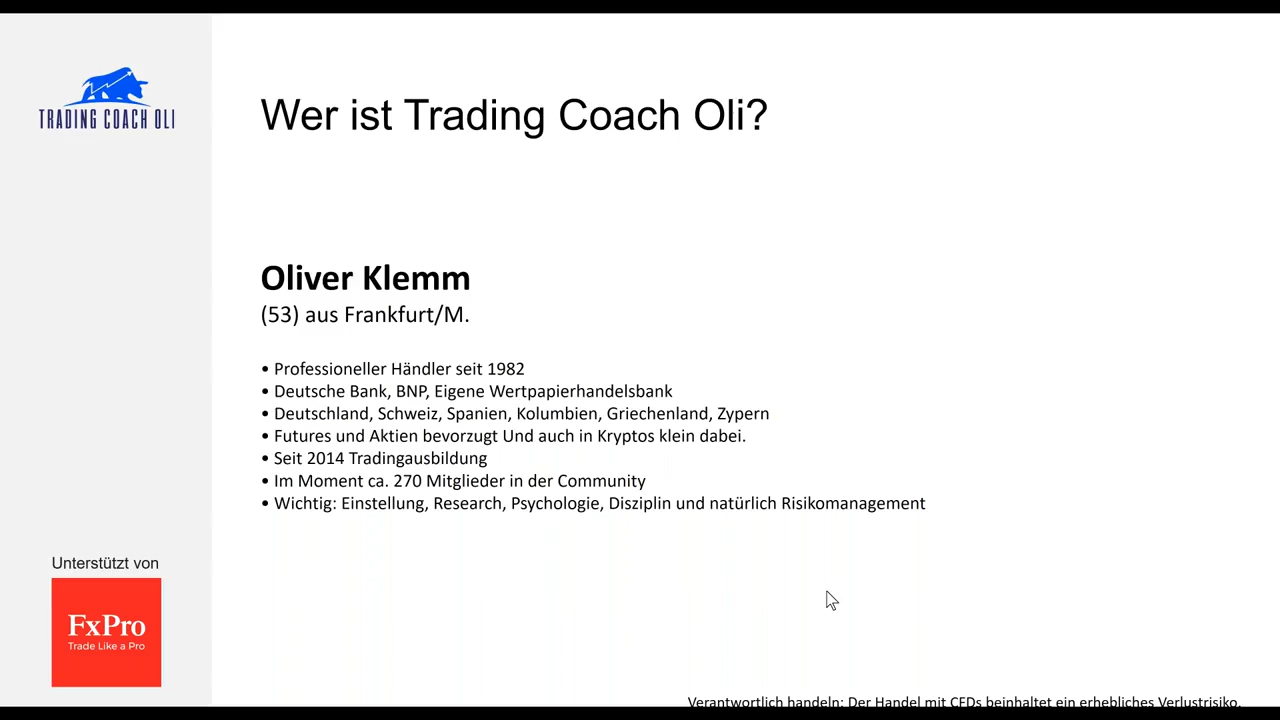 TRADING COACH OLI
Wer ist Trading Coach Oli?
Oliver Klemm
(53) aus Frankfurt/M.
• Professioneller Händler seit 1982
• Deutsche Bank, BNP, Eigene Wertpapierhandelsbank
• Deutschland, Schweiz, Spanien, Kolumbien, Griechenland, Zypern
• Futures und Aktien bevorzugt Und auch in Kryptos klein dabei.
• Seit 2014 Tradingausbildung
• Im Moment ca. 270 Mitglieder in der Community
• Wichtig: Einstellung, Research, Psychologie, Disziplin und natürlich Risikomanagement
Unterstützt von
FxPro
Trade Like a Pro
Verantwortlich handeln: Der Handel mit CFDs beinhaltet ein erhebliches Verlustrisiko.